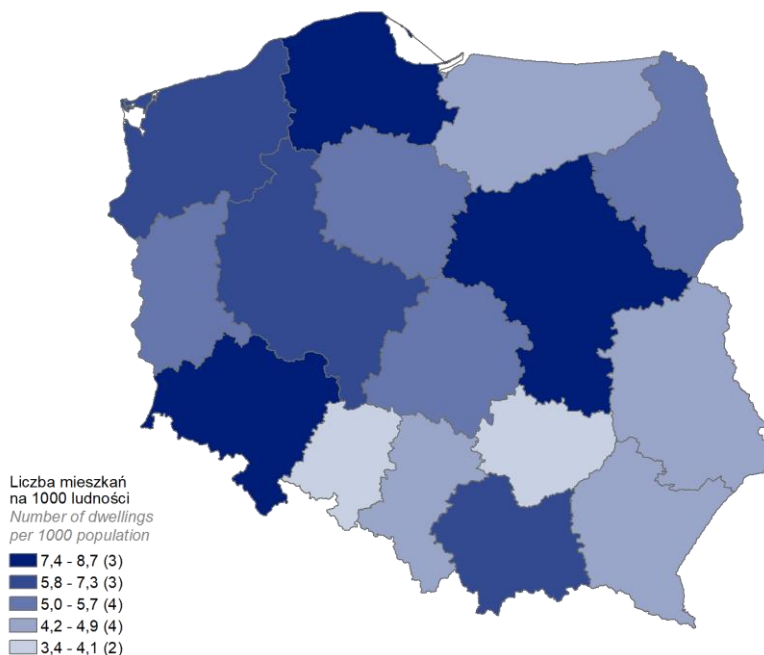 Liczba mieszkań
na 1000 ludności
Number of dwellings
per 1000 population
7,4 - 8,7 (3)
5,8 - 7,3 (3)
5,0 - 5,7 (4)
4,2 - 4,9 (4)
3,4 - 4,1 (2)